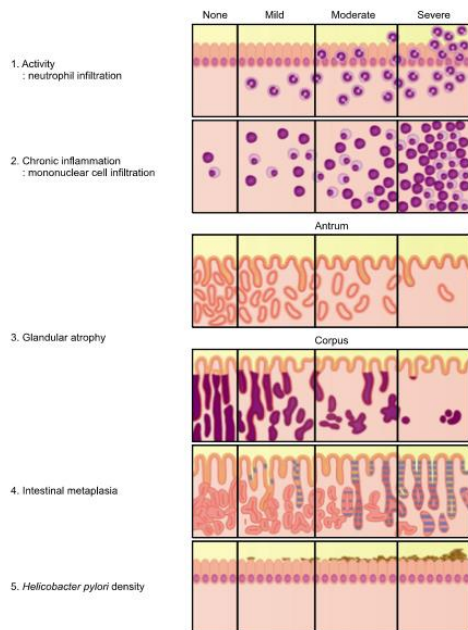 None Mild Moderate Severe
1. Activity
: neutrophil infiltration
2. Chronic inflammation
: mononuclear cell infiltration
Antrum
3. Glandular atrophy
Corpus
4. Intestinal metaplasia
5. Helicobacter pylori density